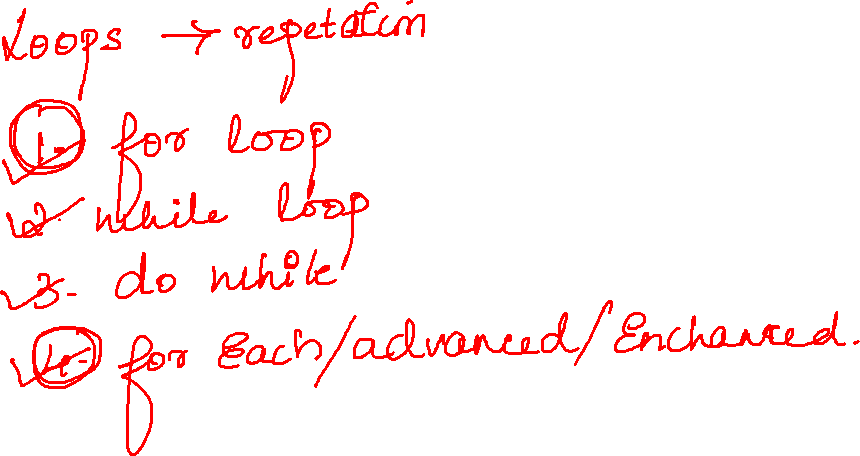 Loops → repetation
1. for loop
2. while loop
3. do while
4. for Each/advanced/Enchanced.